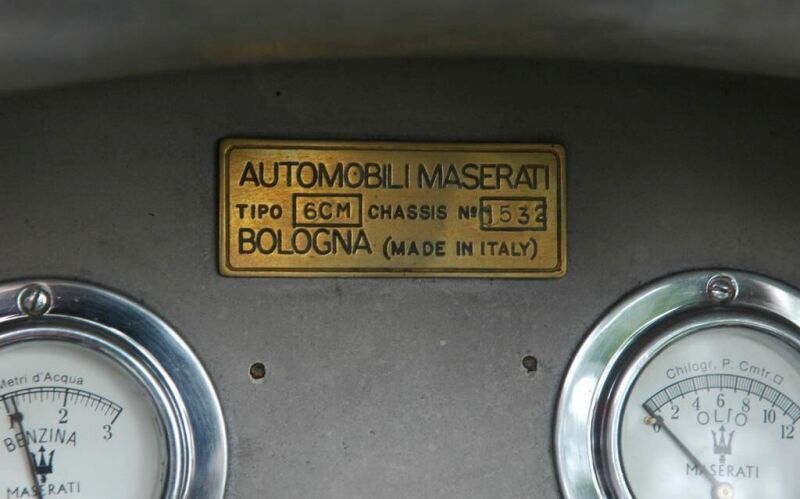 AUTOMOBILI MASERATI
TIPO 6CM CHASSIS Nº 1532
BOLOGNA (MADE IN ITALY)
Metri d'Acqua
1 2 3
BENZINA
MASERATI
Chilogr. P. Cmtr.□
0 2 4 6 8 10 12
OLIO
MASERATI